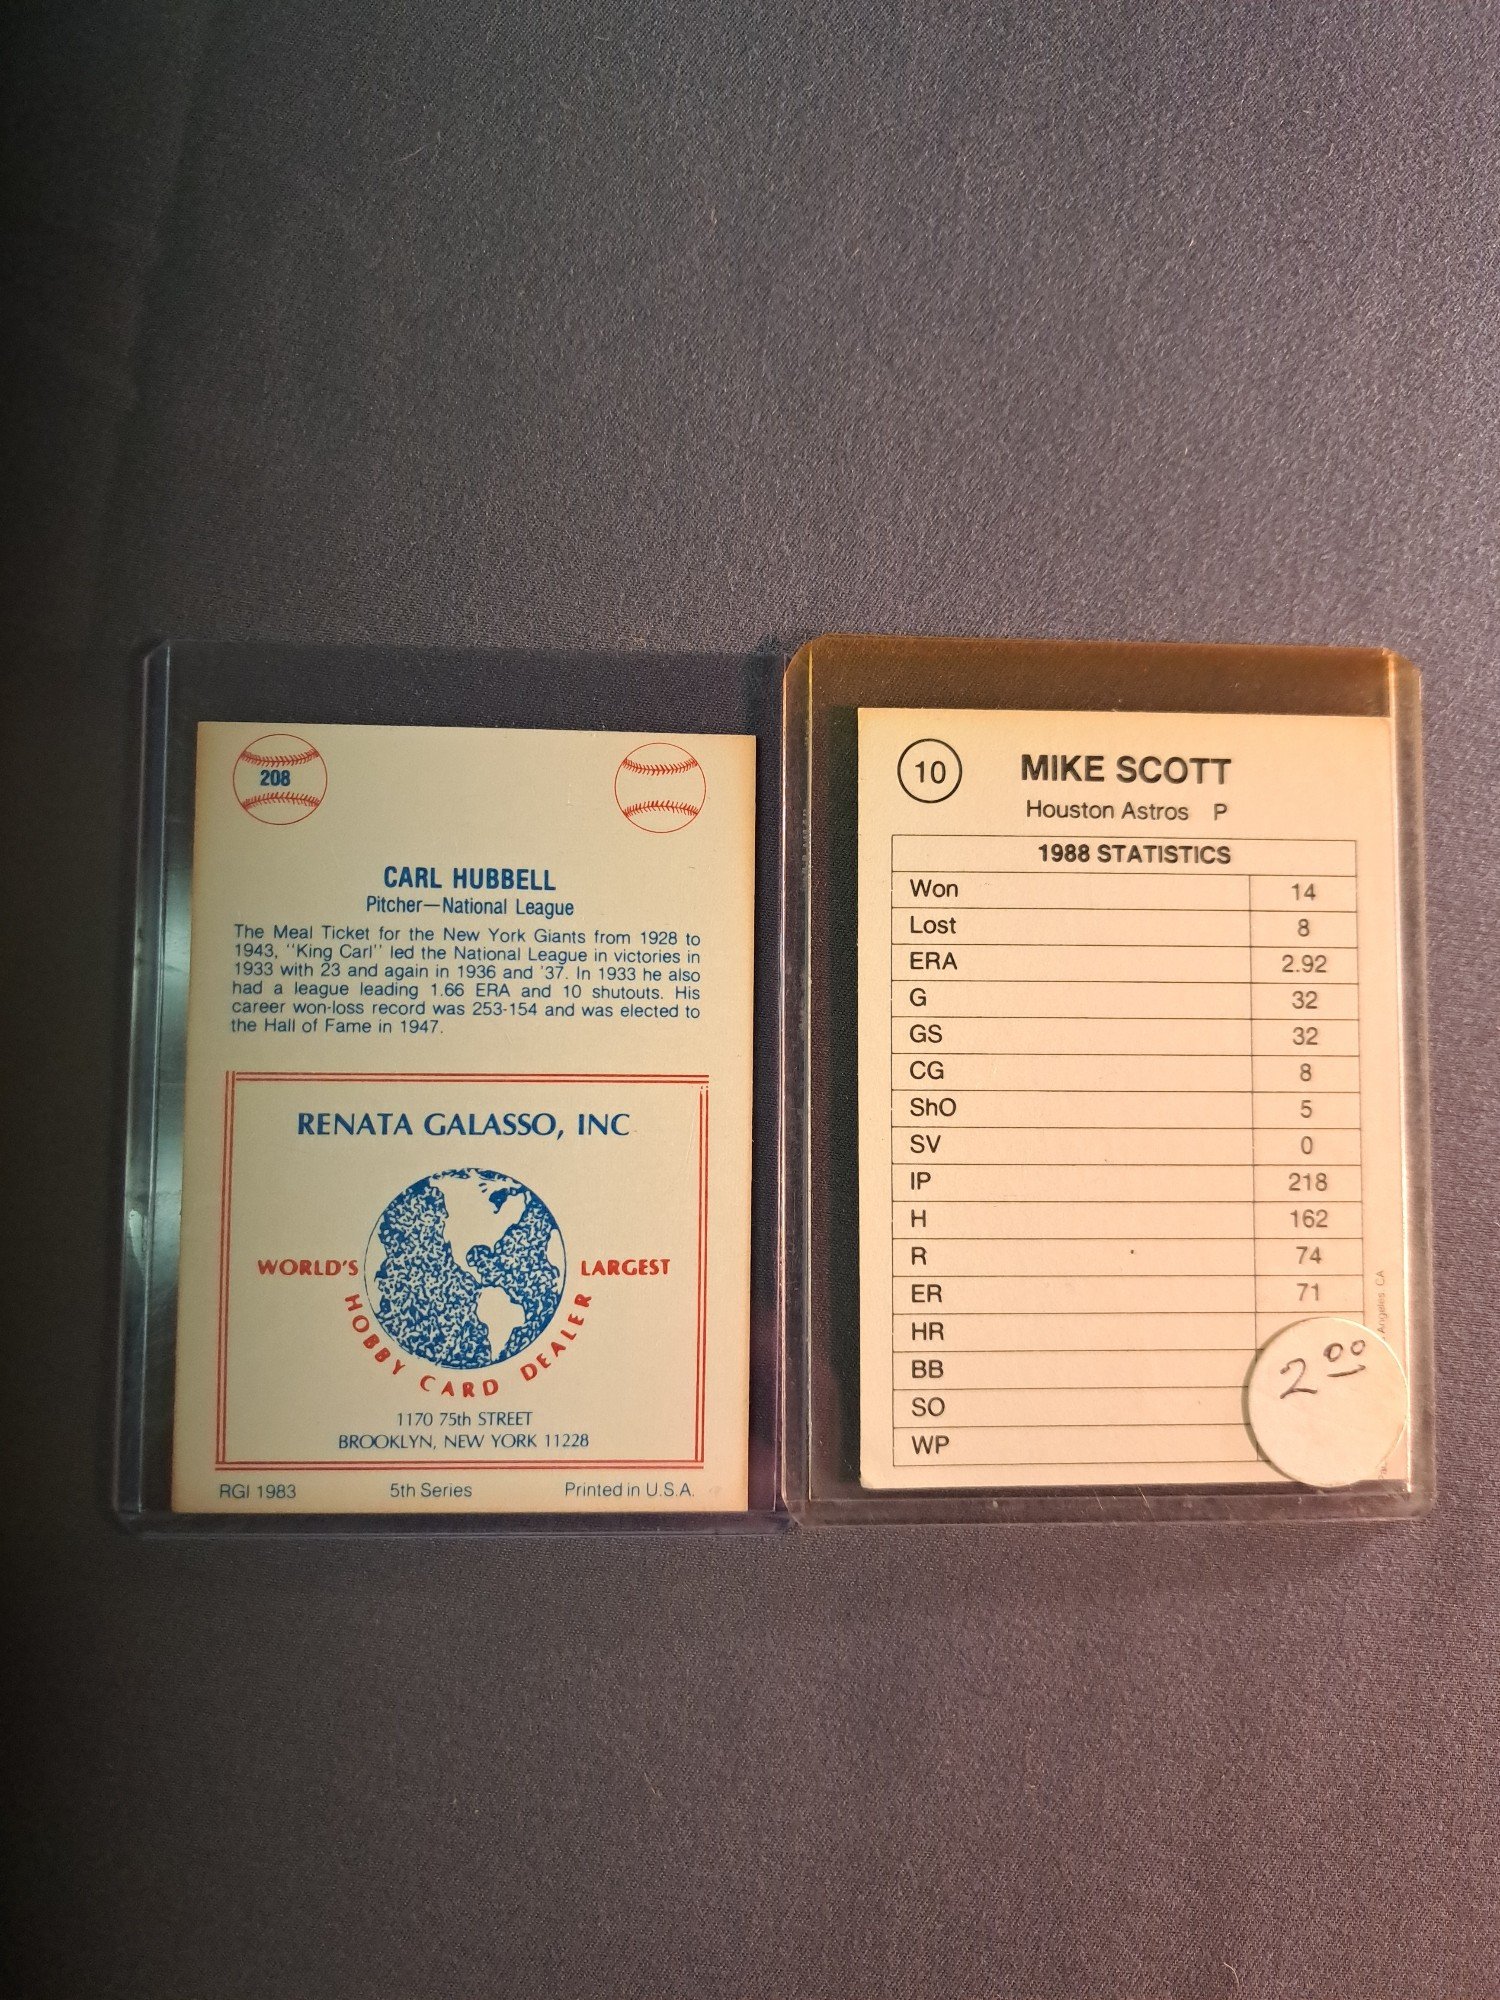 208
CARL HUBBELL
Pitcher—National League
The Meal Ticket for the New York Giants from 1928 to
1943, "King Carl" led the National League in victories in
1933 with 23 and again in 1936 and '37. In 1933 he also
had a league leading 1.66 ERA and 10 shutouts. His
career won-loss record was 253-154 and was elected to
the Hall of Fame in 1947.
RENATA GALASSO, INC
WORLD'S LARGEST
HOBBY CARD DEALER
1170 75th STREET
BROOKLYN, NEW YORK 11228
RGI 1983 5th Series Printed in U.S.A.
10 MIKE SCOTT
Houston Astros P
1988 STATISTICS
Won 14
Lost 8
ERA 2.92
G 32
GS 32
CG 8
ShO 5
SV 0
IP 218
H 162
R 74
ER 71
HR
BB
SO
WP
2.00
Angeles CA